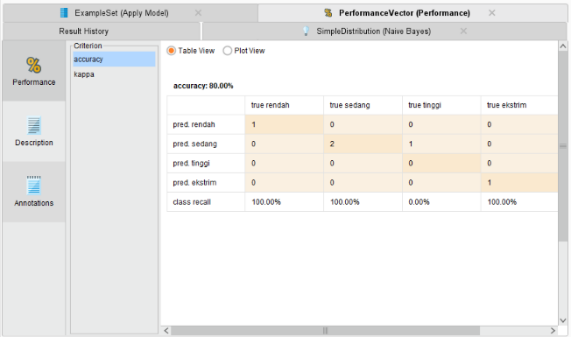 ExampleSet (Apply Model)
PerformanceVector (Performance)
Result History
SimpleDistribution (Naive Bayes)
%
Performance
Description
Annotations
Criterion
accuracy
kappa
Table View Plot View
accuracy: 80.00%
true rendah true sedang true tinggi true ekstrim
pred. rendah 1 0 0 0
pred. sedang 0 2 1 0
pred. tinggi 0 0 0 0
pred. ekstrim 0 0 0 1
class recall 100.00% 100.00% 0.00% 100.00%